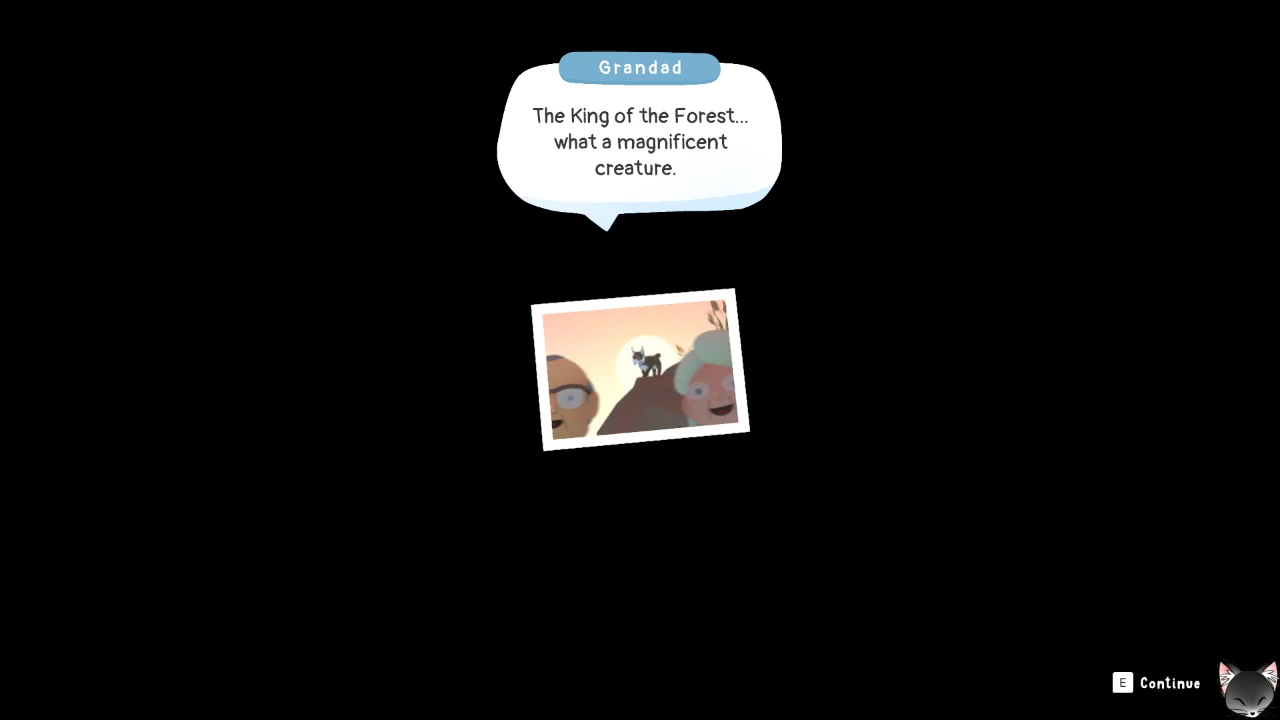 Grandad
The King of the Forest...
what a magnificent
creature.
E Continue